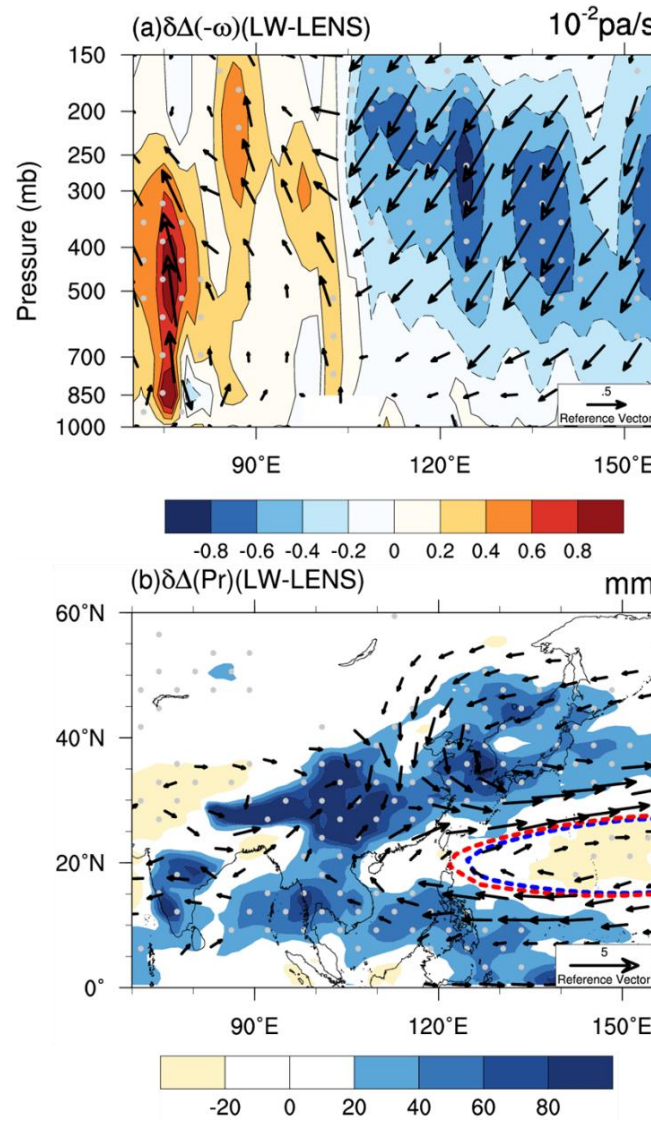 (a)δΔ(-ω)(LW-LENS) 10⁻²pa/s
150
200
250
300
400
500
700
850
1000
Pressure (mb)
.5
Reference Vector
90°E 120°E 150°
-0.8 -0.6 -0.4 -0.2 0 0.2 0.4 0.6 0.8
(b)δΔ(Pr)(LW-LENS) mm
60°N
40°N
20°N
0°
5
Reference Vector
90°E 120°E 150°
-20 0 20 40 60 80